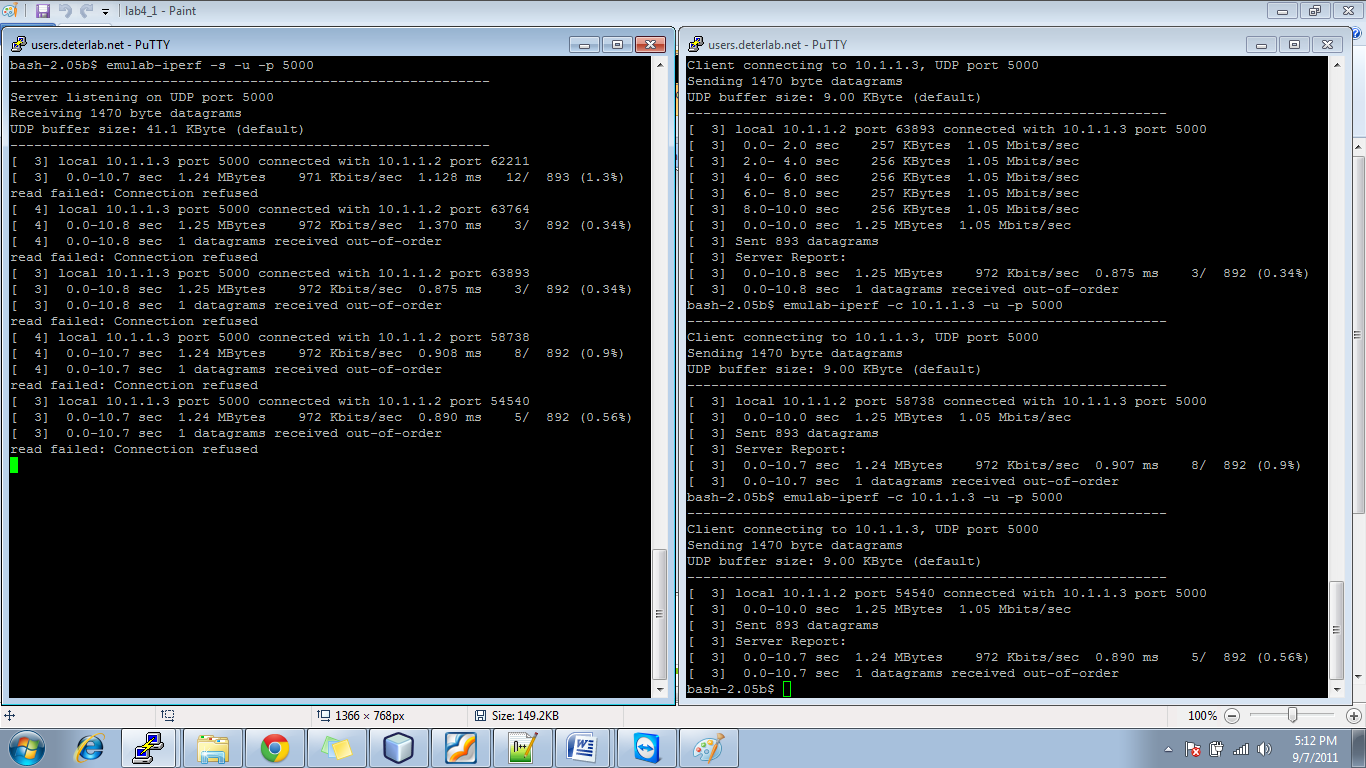 lab4_1 - Paint
users.deterlab.net - PuTTY
bash-2.05b$ emulab-iperf -s -u -p 5000
------------------------------------------------------------
Server listening on UDP port 5000
Receiving 1470 byte datagrams
UDP buffer size: 41.1 KByte (default)
------------------------------------------------------------
[  3] local 10.1.1.3 port 5000 connected with 10.1.1.2 port 62211
[  3]  0.0-10.7 sec  1.24 MBytes    971 Kbits/sec  1.128 ms   12/  893 (1.3%)
read failed: Connection refused
[  4] local 10.1.1.3 port 5000 connected with 10.1.1.2 port 63764
[  4]  0.0-10.8 sec  1.25 MBytes    972 Kbits/sec  1.370 ms    3/  892 (0.34%)
[  4]  0.0-10.8 sec  1 datagrams received out-of-order
read failed: Connection refused
[  3] local 10.1.1.3 port 5000 connected with 10.1.1.2 port 63893
[  3]  0.0-10.8 sec  1.25 MBytes    972 Kbits/sec  0.875 ms    3/  892 (0.34%)
[  3]  0.0-10.8 sec  1 datagrams received out-of-order
read failed: Connection refused
[  4] local 10.1.1.3 port 5000 connected with 10.1.1.2 port 58738
[  4]  0.0-10.7 sec  1.24 MBytes    972 Kbits/sec  0.908 ms    8/  892 (0.9%)
[  4]  0.0-10.7 sec  1 datagrams received out-of-order
read failed: Connection refused
[  3] local 10.1.1.3 port 5000 connected with 10.1.1.2 port 54540
[  3]  0.0-10.7 sec  1.24 MBytes    972 Kbits/sec  0.890 ms    5/  892 (0.56%)
[  3]  0.0-10.7 sec  1 datagrams received out-of-order
read failed: Connection refused
users.deterlab.net - PuTTY
Client connecting to 10.1.1.3, UDP port 5000
Sending 1470 byte datagrams
UDP buffer size: 9.00 KByte (default)
------------------------------------------------------------
[  3] local 10.1.1.2 port 63893 connected with 10.1.1.3 port 5000
[  3]  0.0- 2.0 sec    257 KBytes  1.05 Mbits/sec
[  3]  2.0- 4.0 sec    256 KBytes  1.05 Mbits/sec
[  3]  4.0- 6.0 sec    256 KBytes  1.05 Mbits/sec
[  3]  6.0- 8.0 sec    257 KBytes  1.05 Mbits/sec
[  3]  8.0-10.0 sec    256 KBytes  1.05 Mbits/sec
[  3]  0.0-10.0 sec  1.25 MBytes  1.05 Mbits/sec
[  3] Sent 893 datagrams
[  3] Server Report:
[  3]  0.0-10.8 sec  1.25 MBytes    972 Kbits/sec  0.875 ms    3/  892 (0.34%)
[  3]  0.0-10.8 sec  1 datagrams received out-of-order
bash-2.05b$ emulab-iperf -c 10.1.1.3 -u -p 5000
------------------------------------------------------------
Client connecting to 10.1.1.3, UDP port 5000
Sending 1470 byte datagrams
UDP buffer size: 9.00 KByte (default)
------------------------------------------------------------
[  3] local 10.1.1.2 port 58738 connected with 10.1.1.3 port 5000
[  3]  0.0-10.0 sec  1.25 MBytes  1.05 Mbits/sec
[  3] Sent 893 datagrams
[  3] Server Report:
[  3]  0.0-10.7 sec  1.24 MBytes    972 Kbits/sec  0.907 ms    8/  892 (0.9%)
[  3]  0.0-10.7 sec  1 datagrams received out-of-order
bash-2.05b$ emulab-iperf -c 10.1.1.3 -u -p 5000
------------------------------------------------------------
Client connecting to 10.1.1.3, UDP port 5000
Sending 1470 byte datagrams
UDP buffer size: 9.00 KByte (default)
------------------------------------------------------------
[  3] local 10.1.1.2 port 54540 connected with 10.1.1.3 port 5000
[  3]  0.0-10.0 sec  1.25 MBytes  1.05 Mbits/sec
[  3] Sent 893 datagrams
[  3] Server Report:
[  3]  0.0-10.7 sec  1.24 MBytes    972 Kbits/sec  0.890 ms    5/  892 (0.56%)
[  3]  0.0-10.7 sec  1 datagrams received out-of-order
bash-2.05b$
1366 × 768px
Size: 149.2KB
100%
5:12 PM
9/7/2011